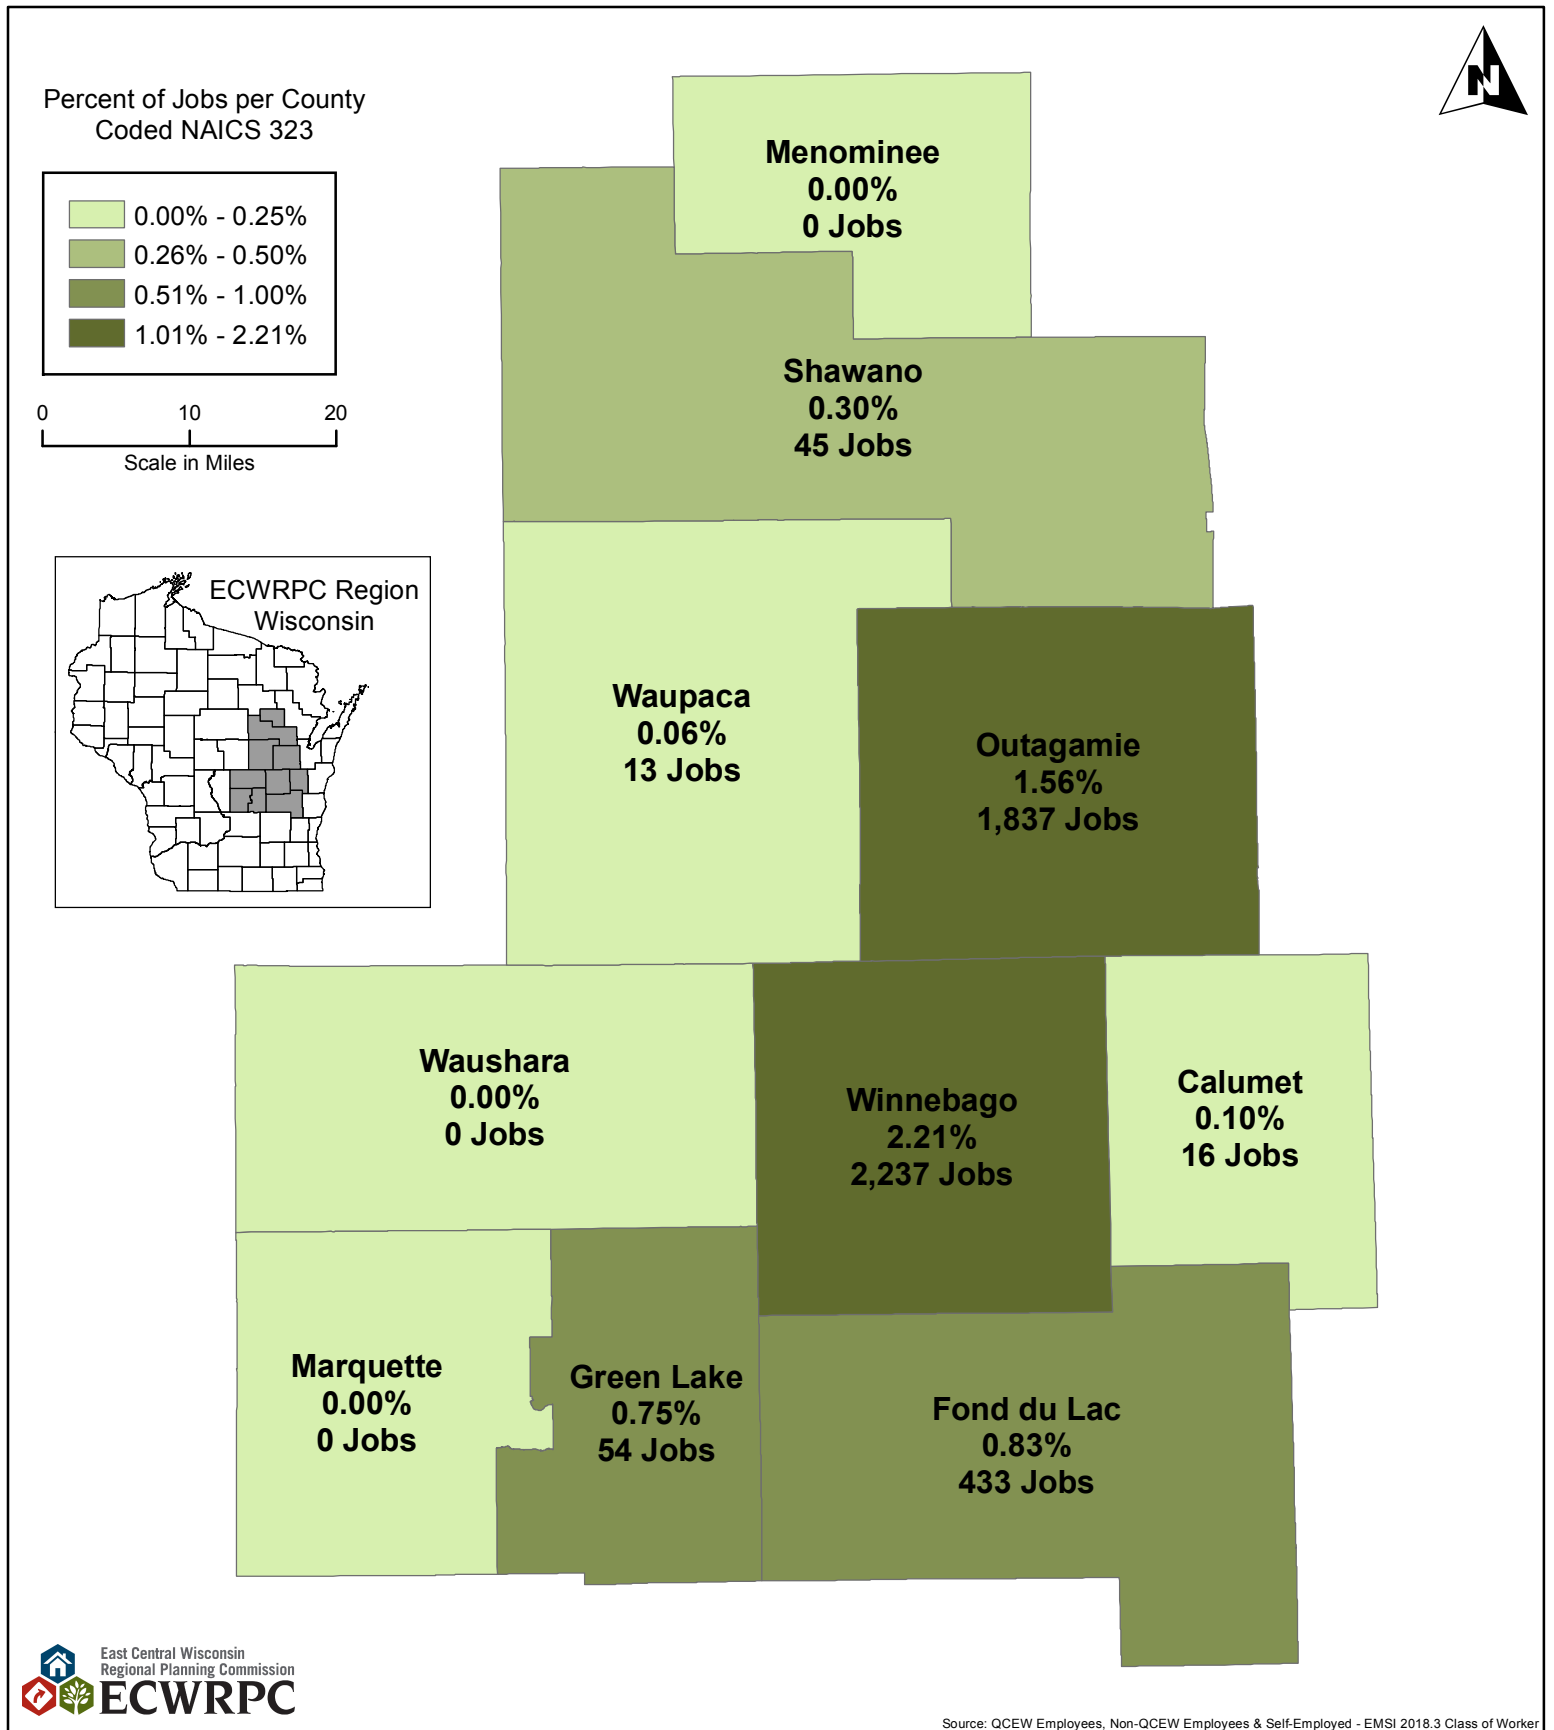 Percent of Jobs per County
Coded NAICS 323
0.00% - 0.25%
0.26% - 0.50%
0.51% - 1.00%
1.01% - 2.21%
0 10 20
Scale in Miles
N
ECWRPC Region
Wisconsin
Menominee
0.00%
0 Jobs
Shawano
0.30%
45 Jobs
Waupaca
0.06%
13 Jobs
Outagamie
1.56%
1,837 Jobs
Waushara
0.00%
0 Jobs
Winnebago
2.21%
2,237 Jobs
Calumet
0.10%
16 Jobs
Marquette
0.00%
0 Jobs
Green Lake
0.75%
54 Jobs
Fond du Lac
0.83%
433 Jobs
East Central Wisconsin
Regional Planning Commission
ECWRPC
Source: QCEW Employees, Non-QCEW Employees & Self-Employed - EMSI 2018.3 Class of Worker